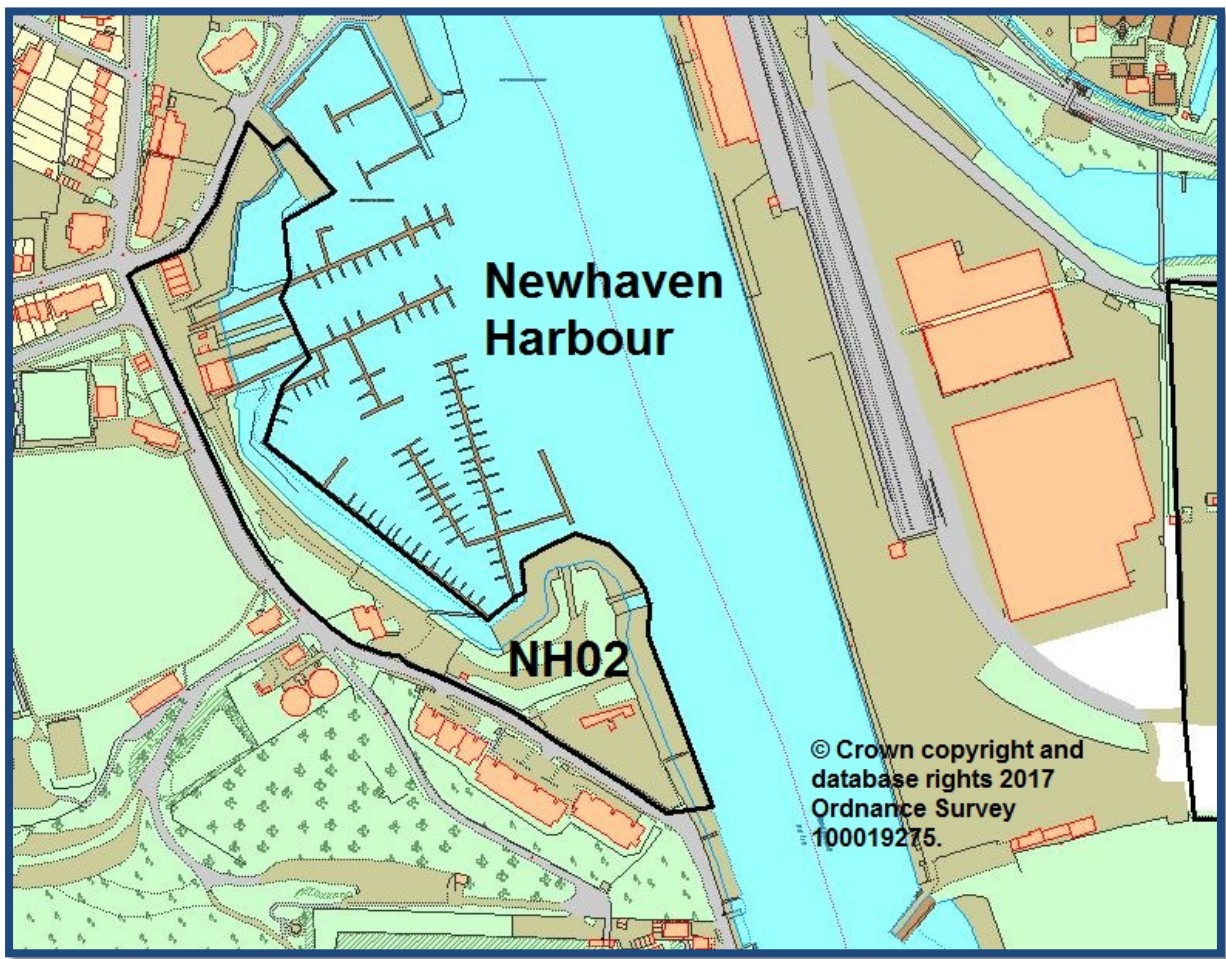 Newhaven
Harbour
NH02
© Crown copyright and
database rights 2017
Ordnance Survey
100019275.